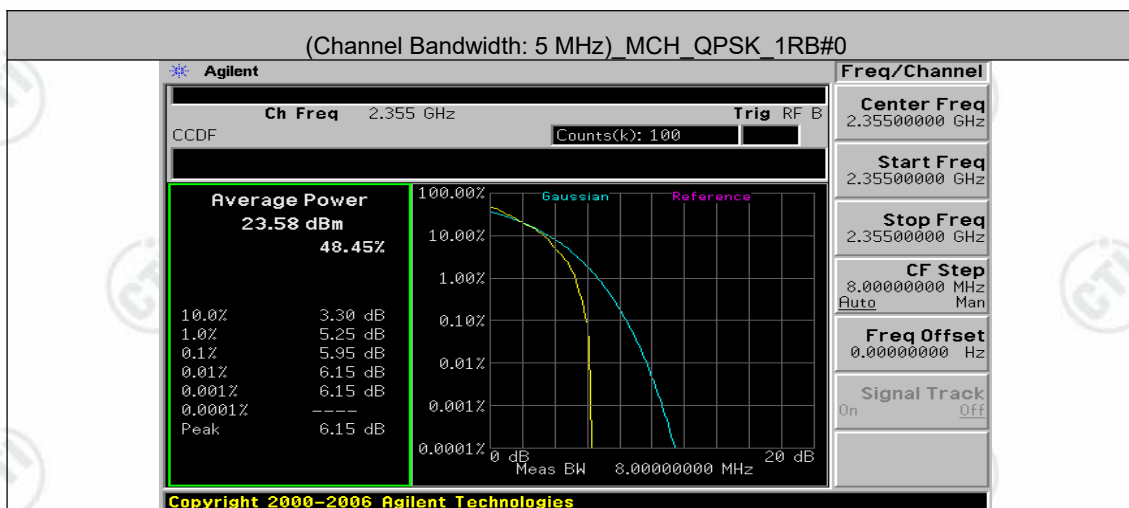 (Channel Bandwidth: 5 MHz)_MCH_QPSK_1RB#0
Agilent
Freq/Channel
Ch Freq 2.355 GHz Trig RF B
CCDF
Counts(k): 100
Average Power
23.58 dBm
48.45%
10.0% 3.30 dB
1.0% 5.25 dB
0.1% 5.95 dB
0.01% 6.15 dB
0.001% 6.15 dB
0.0001% ----
Peak 6.15 dB
Gaussian Reference
100.00%
10.00%
1.00%
0.10%
0.01%
0.001%
0.0001%
0 dB 20 dB
Meas BW 8.00000000 MHz
Center Freq
2.35500000 GHz
Start Freq
2.35500000 GHz
Stop Freq
2.35500000 GHz
CF Step
8.00000000 MHz
Auto Man
Freq Offset
0.00000000 Hz
Signal Track
On Off
Copyright 2000-2006 Agilent Technologies
CTI
CTI